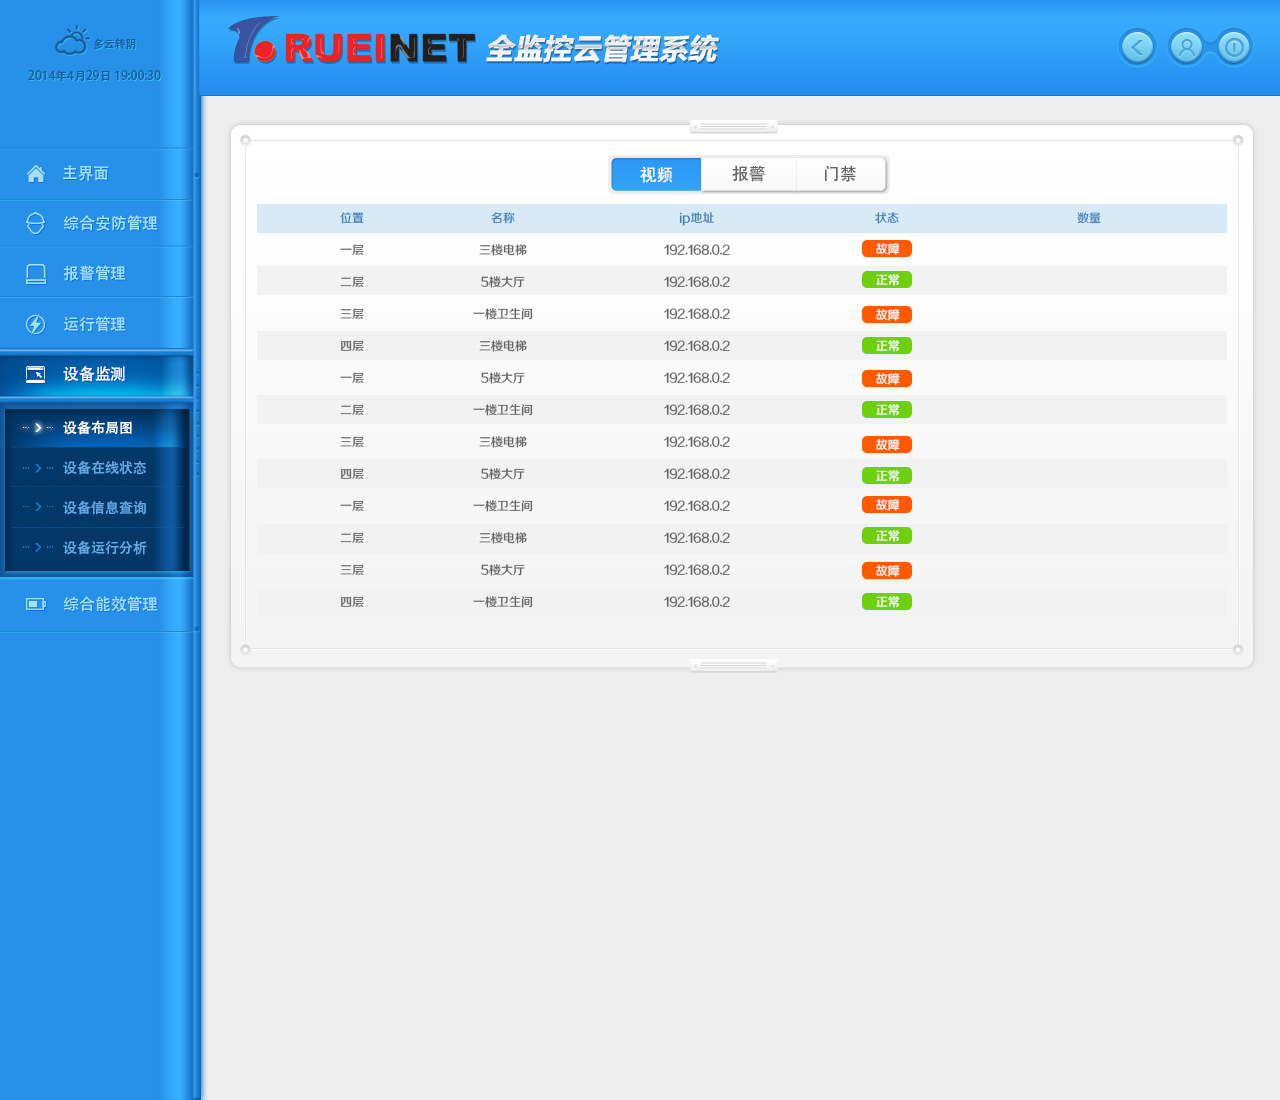 多云转阴
2014年4月29日 19:00:30
RUEINET 全监控云管理系统
主界面
综合安防管理
报警管理
运行管理
设备监测
设备布局图
设备在线状态
设备信息查询
设备运行分析
综合能效管理
视频 报警 门禁
位置 名称 ip地址 状态 数量
一层 三楼电梯 192.168.0.2 故障
二层 5楼大厅 192.168.0.2 正常
三层 一楼卫生间 192.168.0.2 故障
四层 三楼电梯 192.168.0.2 正常
一层 5楼大厅 192.168.0.2 故障
二层 一楼卫生间 192.168.0.2 正常
三层 三楼电梯 192.168.0.2 故障
四层 5楼大厅 192.168.0.2 正常
一层 一楼卫生间 192.168.0.2 故障
二层 三楼电梯 192.168.0.2 正常
三层 5楼大厅 192.168.0.2 故障
四层 一楼卫生间 192.168.0.2 正常